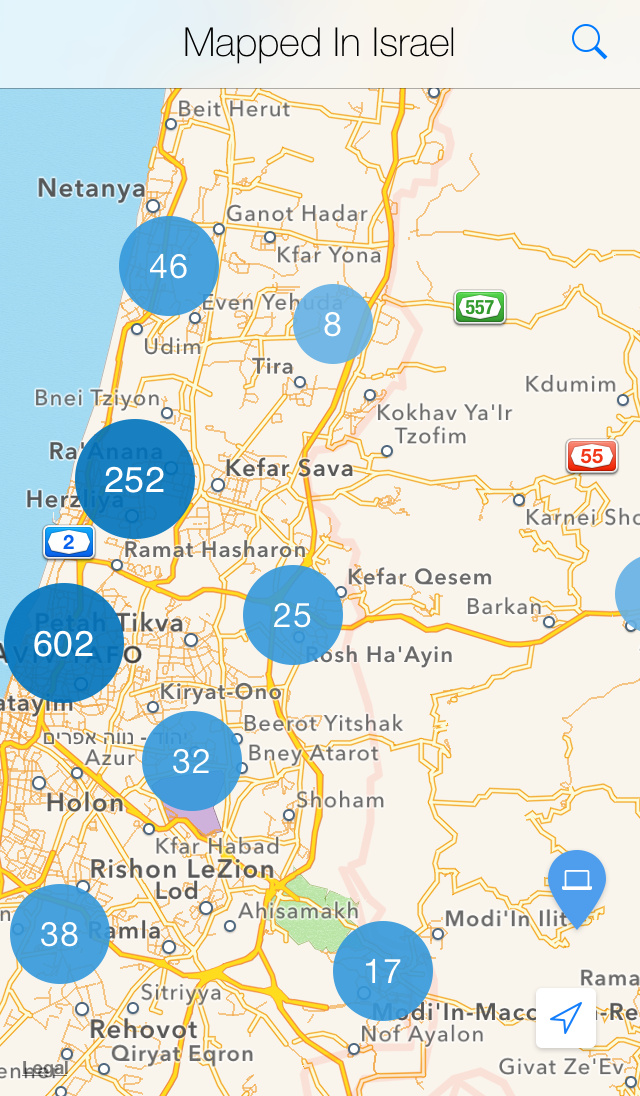 Mapped In Israel
Beit Herut
Netanya
Ganot Hadar
Kfar Yona
46
Even Yehuda
8
557
Udim
Tira
Kdumim
Bnei Tziyon
Kokhav Ya'Ir
Tzofim
Ra'Anana
55
252
Kefar Sava
Herzliya
Karnei Sho
2
Ramat Hasharon
Kefar Qesem
Barkan
25
Petah Tikva
602
AVIV-YAFO
Rosh Ha'Ayin
Kiryat-Ono
atayim
Beerot Yitshak
יהוד - נווה אפרים
Bney Atarot
Azur
32
Holon
Shoham
Kfar Habad
Rishon LeZion
Lod
Ahisamakh
Modi'In Ilit
38
Ramla
17
Rama
Sitriyya
Modi'In-Macc
-Re
Rehovot
Nof Ayalon
Qiryat Eqron
Givat Ze'Ev
Legal